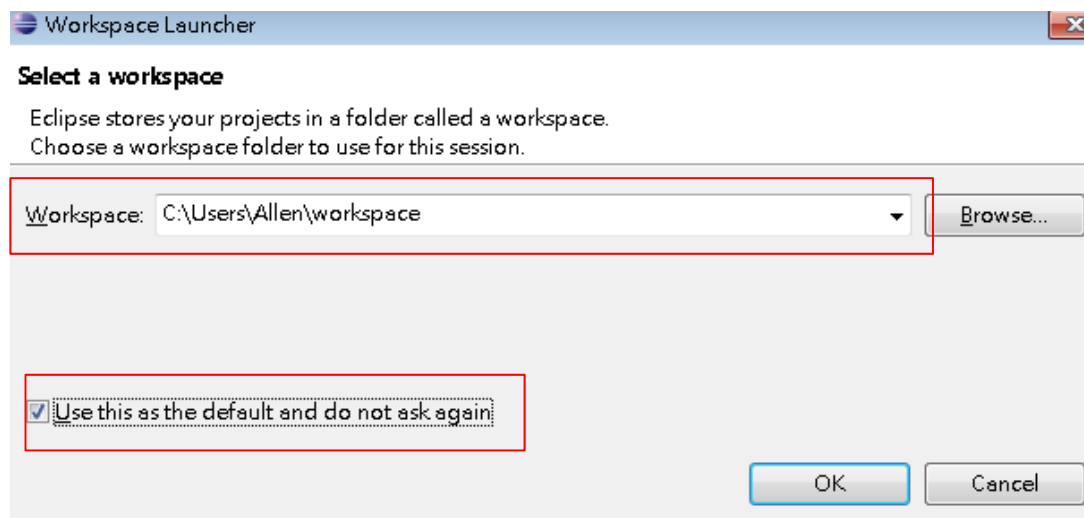 Workspace Launcher
Select a workspace
Eclipse stores your projects in a folder called a workspace.
Choose a workspace folder to use for this session.
Workspace: C:\Users\Allen\workspace Browse...
Use this as the default and do not ask again
OK Cancel